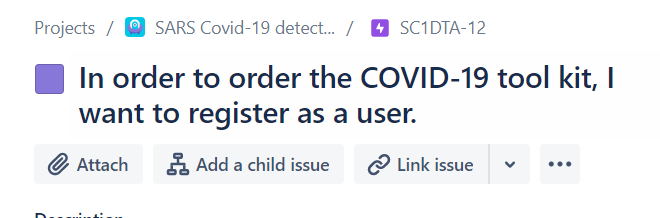 Projects / SARS Covid-19 detect... / SC1DTA-12
In order to order the COVID-19 tool kit, I
want to register as a user.
Attach Add a child issue Link issue
Description